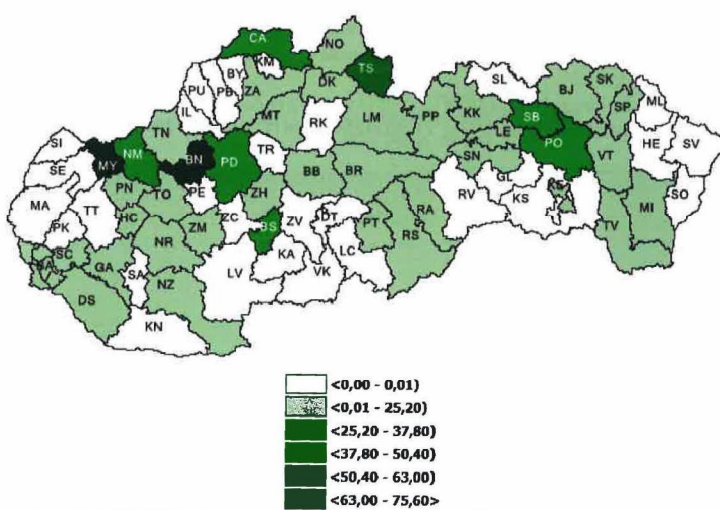 NO
CA
KM
TS
BY
PU
PB
ZA
DK
SL
SK
BJ
IL
MT
LM
KK
SP
ML
RK
PP
SB
TN
LE
HE
SV
SI
NM
BN
PD
TR
PO
MY
SN
VT
SE
PN
TO
PE
ZH
BB
BR
GL
MA
TT
HC
ZC
BS
ZV
DT
PT
RA
RV
KS
MI
SO
PK
NR
ZM
RS
TV
SC
BA
GA
SA
LV
KA
LC
NZ
VK
DS
KN
<0,00 - 0,01)
<0,01 - 25,20)
<25,20 - 37,80)
<37,80 - 50,40)
<50,40 - 63,00)
<63,00 - 75,60>